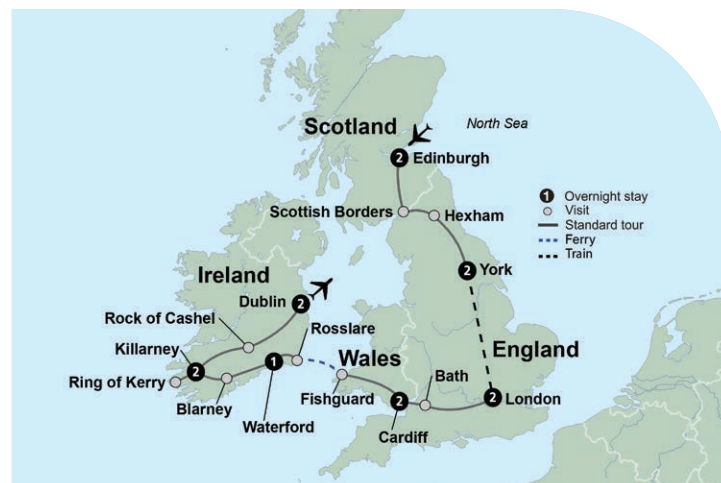 Scotland
North Sea
2
Edinburgh
1 Overnight stay
Visit
Standard tour
Ferry
Train
Scottish Borders
Hexham
Ireland
2
York
Dublin
2
Rock of Cashel
Rosslare
Killarney
England
2
1
Wales
Ring of Kerry
Bath
2
London
Blarney
Fishguard
2
Waterford
Cardiff